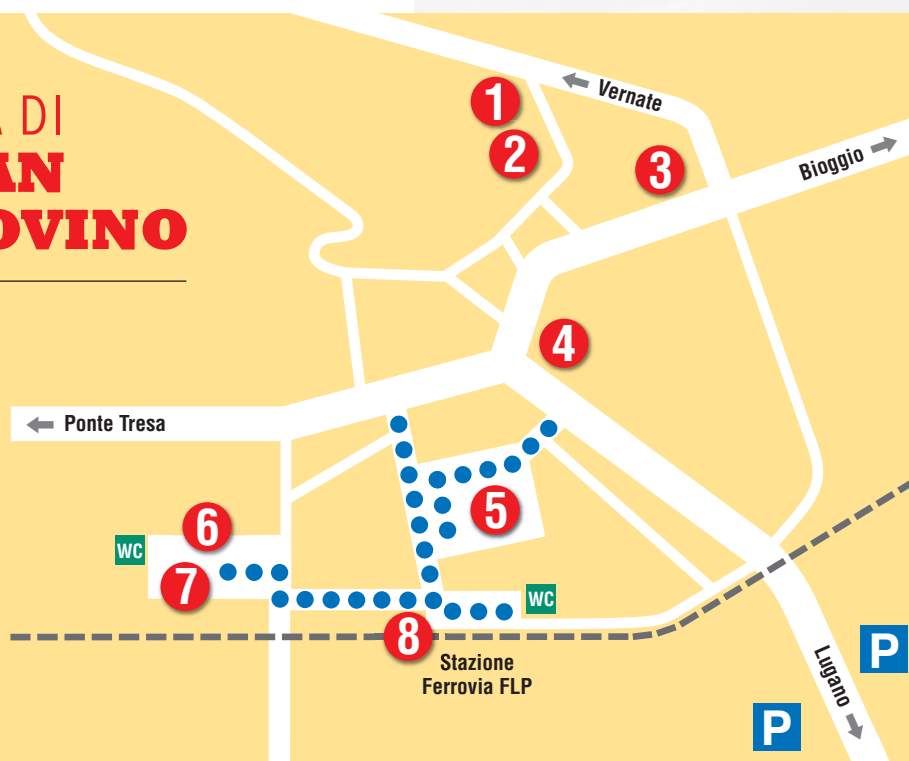 DI
OVINO
1
Vernate
2
3
Bioggio
4
Ponte Tresa
5
6
WC
7
WC
8
Stazione
Ferrovia FLP
Lugano
P
P